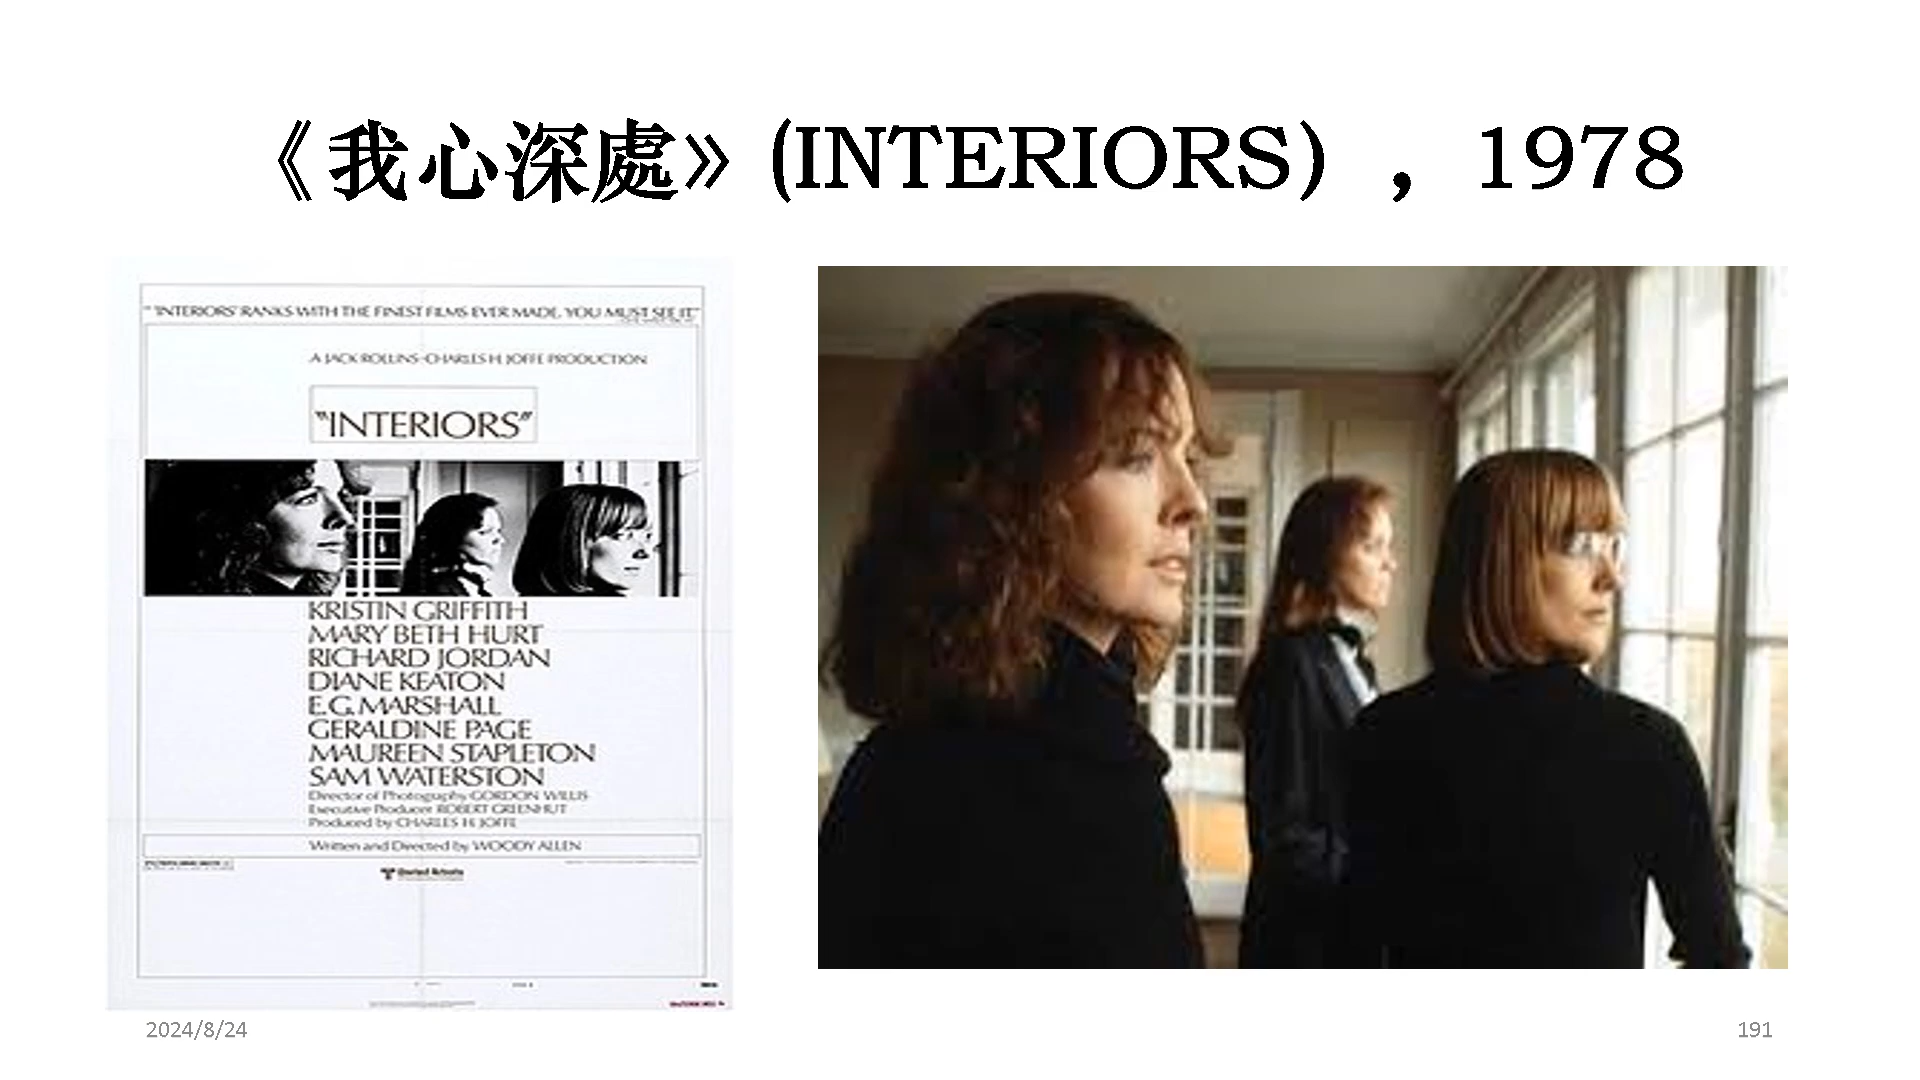 《我心深處》(INTERIORS），1978
"'INTERIORS' RANKS WITH THE FINEST FILMS EVER MADE. YOU MUST SEE IT."
A JACK ROLLINS-CHARLES H. JOFFE PRODUCTION
"INTERIORS"
KRISTIN GRIFFITH
MARY BETH HURT
RICHARD JORDAN
DIANE KEATON
E.G. MARSHALL
GERALDINE PAGE
MAUREEN STAPLETON
SAM WATERSTON
Director of Photography GORDON WILLIS
Executive Producer ROBERT GREENHUT
Produced by CHARLES H. JOFFE
Written and Directed by WOODY ALLEN
United Artists
2024/8/24
191